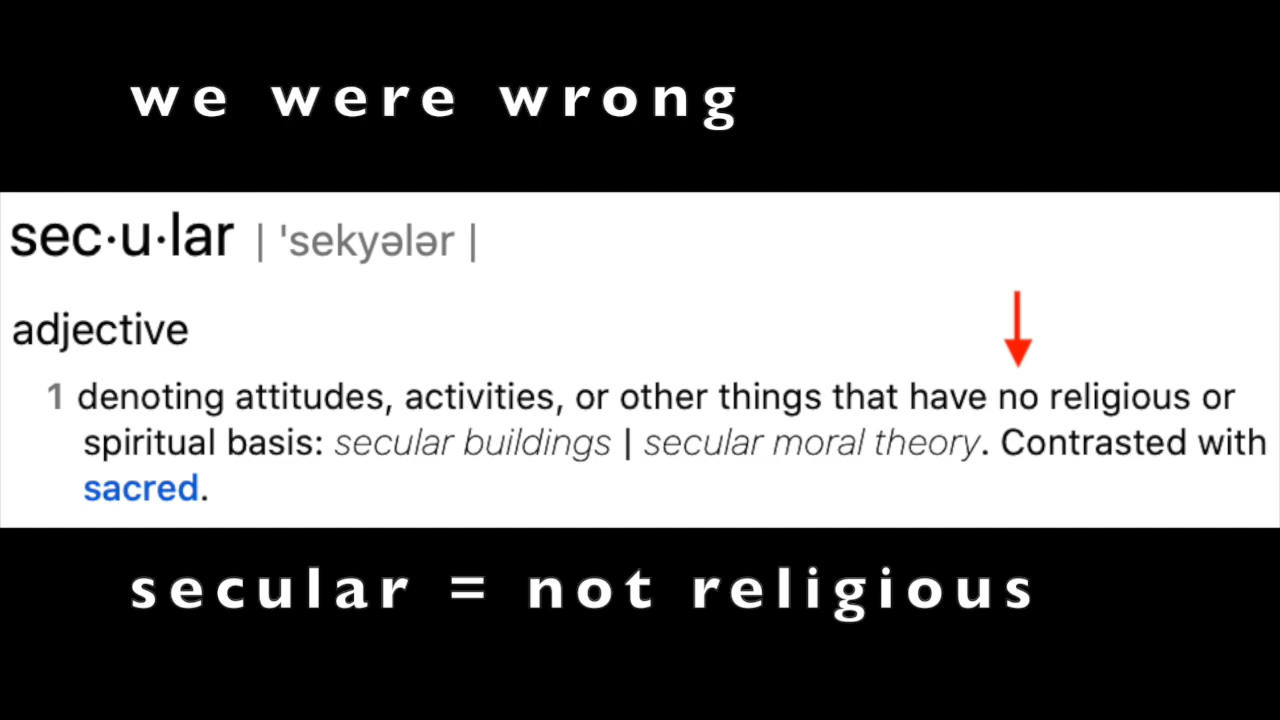 we were wrong
sec·u·lar | ˈsekyələr |
adjective
1 denoting attitudes, activities, or other things that have no religious or
spiritual basis: secular buildings | secular moral theory. Contrasted with
sacred.
secular = not religious